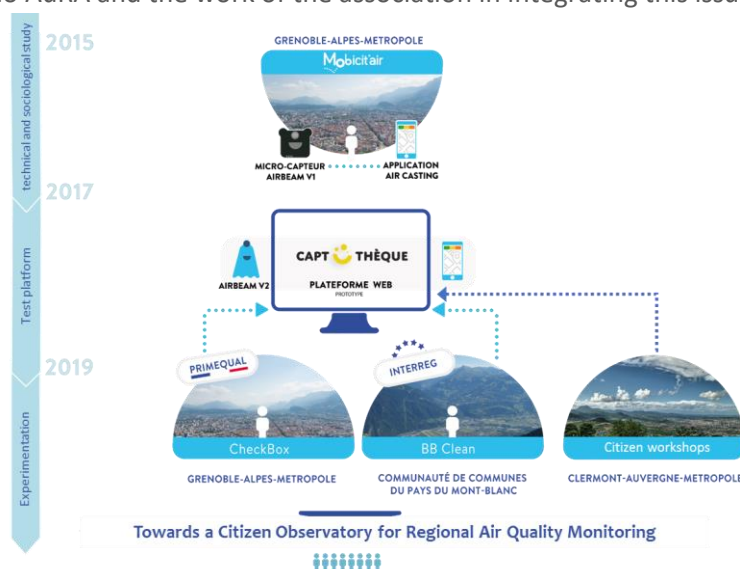 AuRA and the work of the association in integrating this issu
2015
technical and sociological study
GRENOBLE-ALPES-METROPOLE
Mobicit'air
MICRO-CAPTEUR
AIRBEAM V1
APPLICATION
AIR CASTING
2017
Test platform
AIRBEAM V2
CAPT THÈQUE
PLATEFORME WEB
PROTOTYPE
2019
Experimentation
PRIMEQUAL
INTERREG
CheckBox
BB Clean
Citizen workshops
GRENOBLE-ALPES-METROPOLE
COMMUNAUTÉ DE COMMUNES
DU PAYS DU MONT-BLANC
CLERMONT-AUVERGNE-METROPOLE
Towards a Citizen Observatory for Regional Air Quality Monitoring